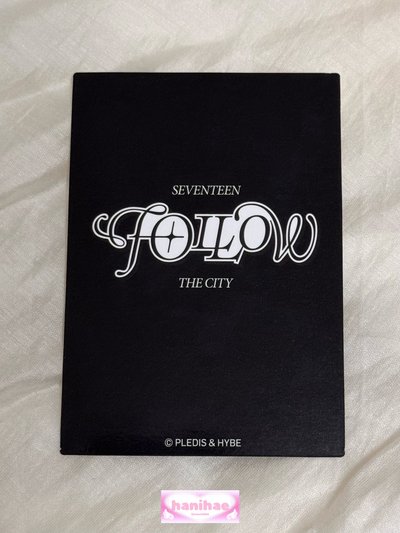 SEVENTEEN
FOLLOW
THE CITY
© PLEDIS & HYBE
hanihae